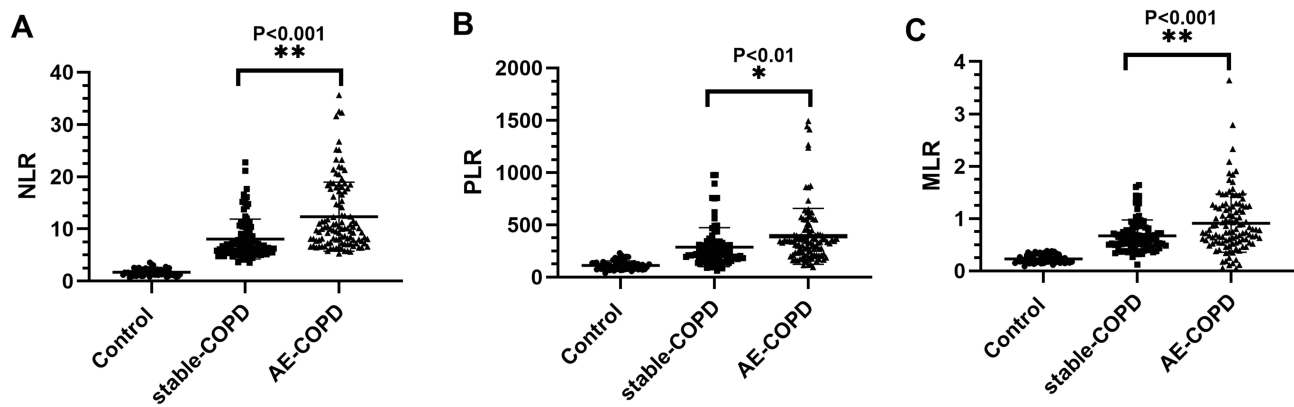 A
P<0.001
**
NLR
40
30
20
10
0
Control
stable-COPD
AE-COPD
B
P<0.01
*
PLR
2000
1500
1000
500
0
Control
stable-COPD
AE-COPD
C
P<0.001
**
MLR
4
3
2
1
0
Control
stable-COPD
AE-COPD